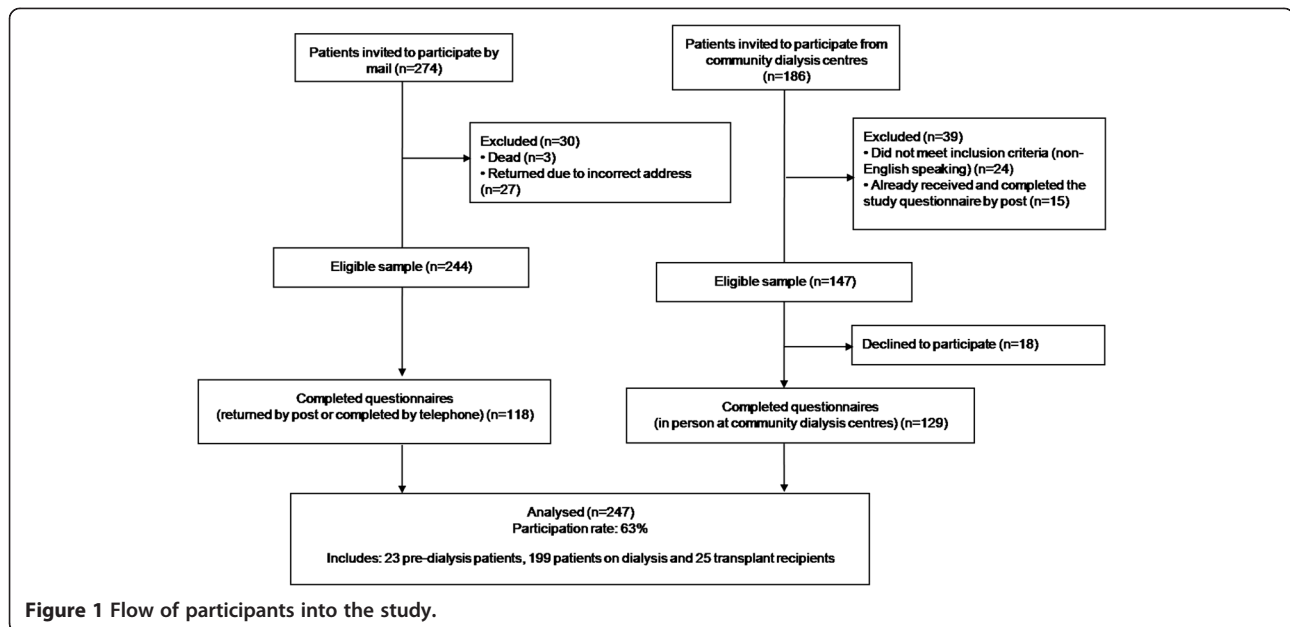 Patients invited to participate by
mail (n=274)
Patients invited to participate from
community dialysis centres
(n=186)
Excluded (n=30)
• Dead (n=3)
• Returned due to incorrect address
(n=27)
Excluded (n=39)
• Did not meet inclusion criteria (non-
English speaking) (n=24)
• Already received and completed the
study questionnaire by post (n=15)
Eligible sample (n=244)
Eligible sample (n=147)
Declined to participate (n=18)
Completed questionnaires
(returned by post or completed by telephone) (n=118)
Completed questionnaires
(in person at community dialysis centres) (n=129)
Analysed (n=247)
Participation rate: 63%
Includes: 23 pre-dialysis patients, 199 patients on dialysis and 25 transplant recipients
Figure 1 Flow of participants into the study.